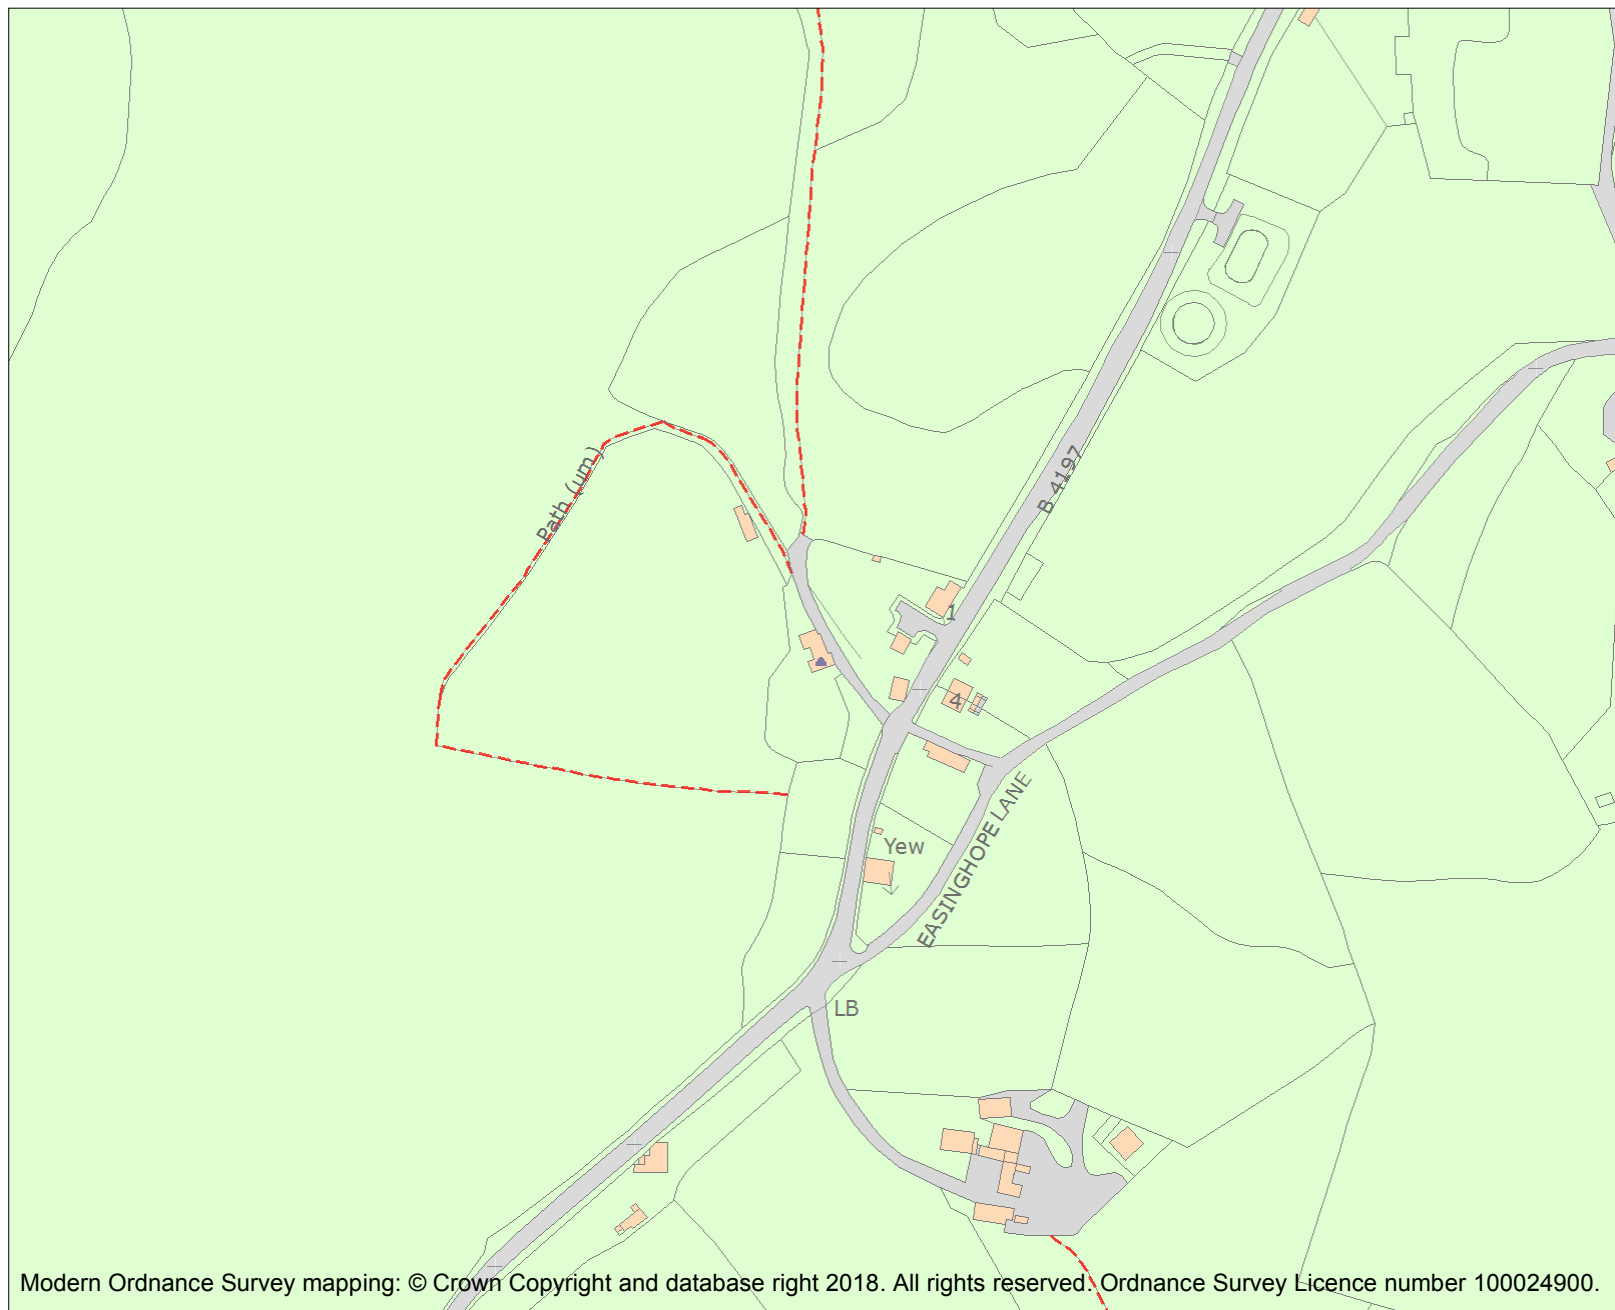 Path (um)
B 4197
1
4
EASINGHOPE LANE
Yew
LB
Modern Ordnance Survey mapping: © Crown Copyright and database right 2018. All rights reserved. Ordnance Survey Licence number 100024900.